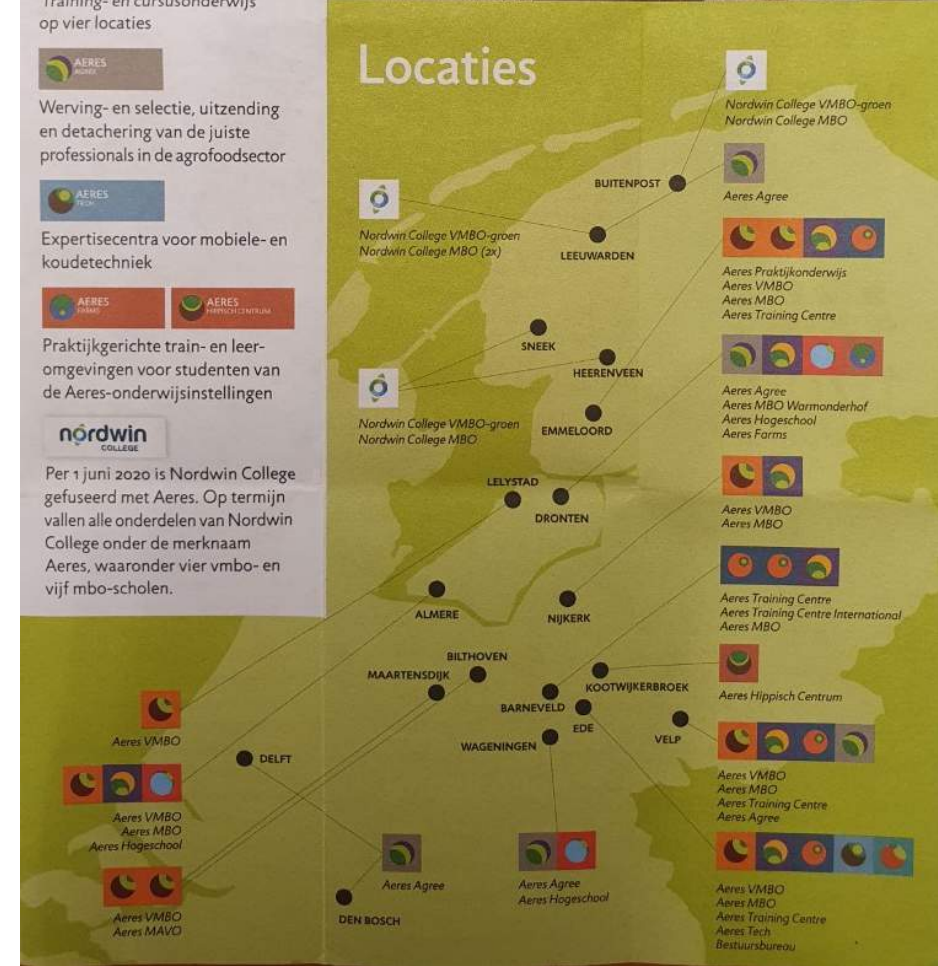 Training- en cursusonderwijs
op vier locaties
AERES
AGREE
Werving- en selectie, uitzending
en detachering van de juiste
professionals in de agrofoodsector
AERES
TECH
Expertisecentra voor mobiele- en
koudetechniek
AERES
FARMS
AERES
HIPPISCH CENTRUM
Praktijkgerichte train- en leer-
omgevingen voor studenten van
de Aeres-onderwijsinstellingen
nordwin
COLLEGE
Per 1 juni 2020 is Nordwin College
gefuseerd met Aeres. Op termijn
vallen alle onderdelen van Nordwin
College onder de merknaam
Aeres, waaronder vier vmbo- en
vijf mbo-scholen.
Locaties
Nordwin College VMBO-groen
Nordwin College MBO
BUITENPOST
Aeres Agree
Nordwin College VMBO-groen
Nordwin College MBO (2x)
LEEUWARDEN
Aeres Praktijkonderwijs
Aeres VMBO
Aeres MBO
Aeres Training Centre
SNEEK
HEERENVEEN
Aeres Agree
Aeres MBO Warmonderhof
Aeres Hogeschool
Aeres Farms
Nordwin College VMBO-groen
Nordwin College MBO
EMMELOORD
LELYSTAD
DRONTEN
Aeres VMBO
Aeres MBO
Aeres Training Centre
Aeres Training Centre International
Aeres MBO
ALMERE
NIJKERK
BILTHOVEN
MAARTENSDIJK
KOOTWIJKERBROEK
Aeres Hippisch Centrum
BARNEVELD
EDE
WAGENINGEN
VELP
Aeres VMBO
DELFT
Aeres VMBO
Aeres MBO
Aeres Training Centre
Aeres Agree
Aeres VMBO
Aeres MBO
Aeres Hogeschool
Aeres Agree
Aeres Agree
Aeres Hogeschool
DEN BOSCH
Aeres VMBO
Aeres MAVO
Aeres VMBO
Aeres MBO
Aeres Training Centre
Aeres Tech
Bestuursbureau